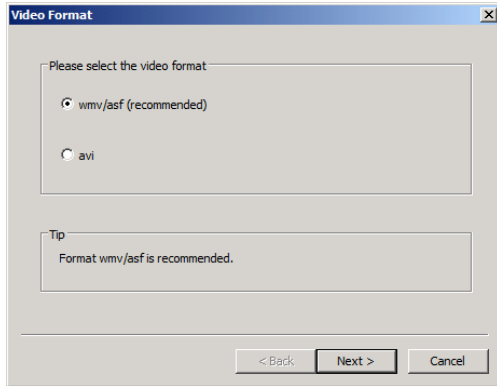 Video Format
Please select the video format
wmv/asf (recommended)
avi
Tip
Format wmv/asf is recommended.
< Back Next > Cancel